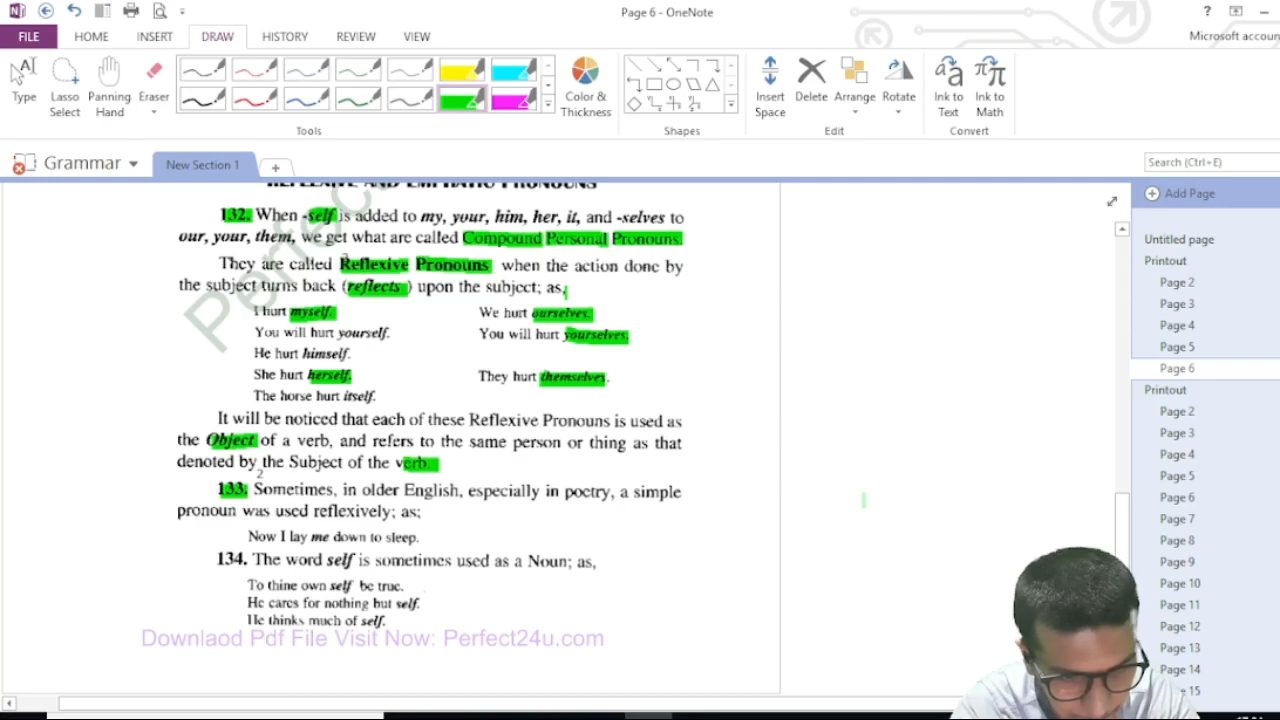 Page 6 - OneNote
?
FILE HOME INSERT DRAW HISTORY REVIEW VIEW
Microsoft accoun
Type
Lasso Select
Panning Hand
Eraser
Color & Thickness
Insert Space
Delete
Arrange
Rotate
Ink to Text
Ink to Math
Tools
Shapes
Edit
Convert
Grammar
New Section 1
Search (Ctrl+E)
REFLEXIVE AND EMPHATIC PRONOUNS
132. When -self is added to my, your, him, her, it, and -selves to
our, your, them, we get what are called Compound Personal Pronouns.
They are called Reflexive Pronouns when the action done by
the subject turns back (reflects) upon the subject; as,
I hurt myself. We hurt ourselves.
You will hurt yourself. You will hurt yourselves.
He hurt himself.
She hurt herself. They hurt themselves.
The horse hurt itself.
It will be noticed that each of these Reflexive Pronouns is used as
the Object of a verb, and refers to the same person or thing as that
denoted by the Subject of the verb.
2
133. Sometimes, in older English, especially in poetry, a simple
pronoun was used reflexively; as;
Now I lay me down to sleep.
134. The word self is sometimes used as a Noun; as,
To thine own self be true.
He cares for nothing but self.
He thinks much of self.
Downlaod Pdf File Visit Now: Perfect24u.com
Perfect
Add Page
Untitled page
Printout
Page 2
Page 3
Page 4
Page 5
Page 6
Printout
Page 2
Page 3
Page 4
Page 5
Page 6
Page 7
Page 8
Page 9
Page 10
Page 11
Page 12
Page 13
Page 14
15